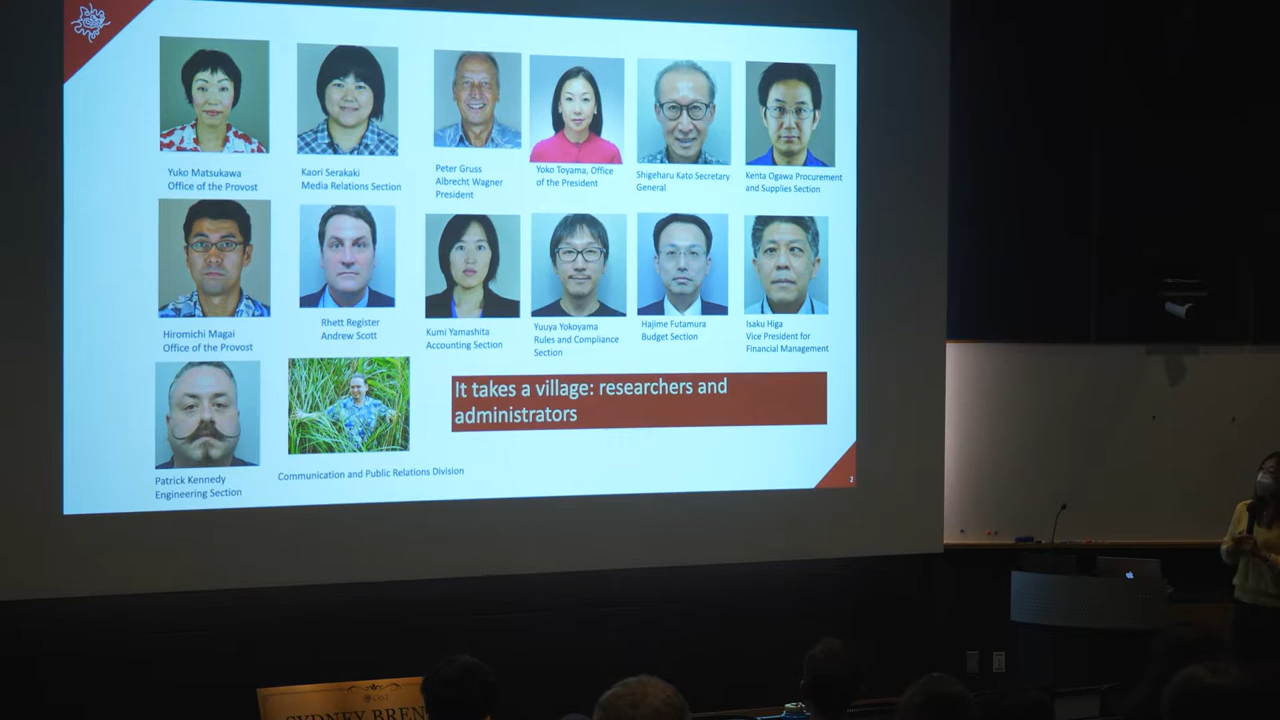 Yuko Matsukawa
Office of the Provost
Kaori Serakaki
Media Relations Section
Peter Gruss
Albrecht Wagner
President
Yoko Toyama, Office
of the President
Shigeharu Kato Secretary
General
Kenta Ogawa Procurement
and Supplies Section
Hiromichi Magai
Office of the Provost
Rhett Register
Andrew Scott
Kumi Yamashita
Accounting Section
Yuuya Yokoyama
Rules and Compliance
Section
Hajime Futamura
Budget Section
Isaku Higa
Vice President for
Financial Management
It takes a village: researchers and
administrators
Patrick Kennedy
Engineering Section
Communication and Public Relations Division
2
OIST
SYDNEY BREN